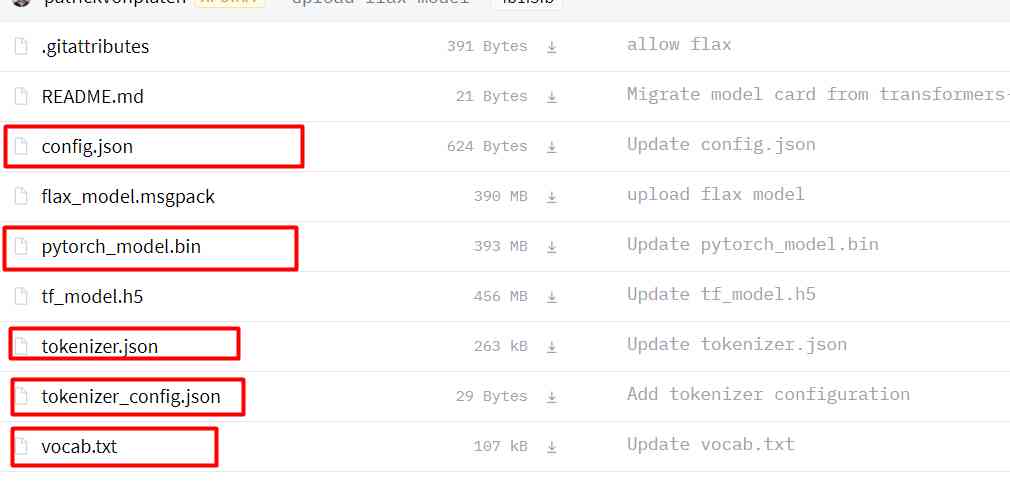 patrickvonplaten upload flax model
.gitattributes 391 Bytes allow flax
README.md 21 Bytes Migrate model card from transformers-
config.json 624 Bytes Update config.json
flax_model.msgpack 390 MB upload flax model
pytorch_model.bin 393 MB Update pytorch_model.bin
tf_model.h5 456 MB Update tf_model.h5
tokenizer.json 263 kB Update tokenizer.json
tokenizer_config.json 29 Bytes Add tokenizer configuration
vocab.txt 107 kB Update vocab.txt